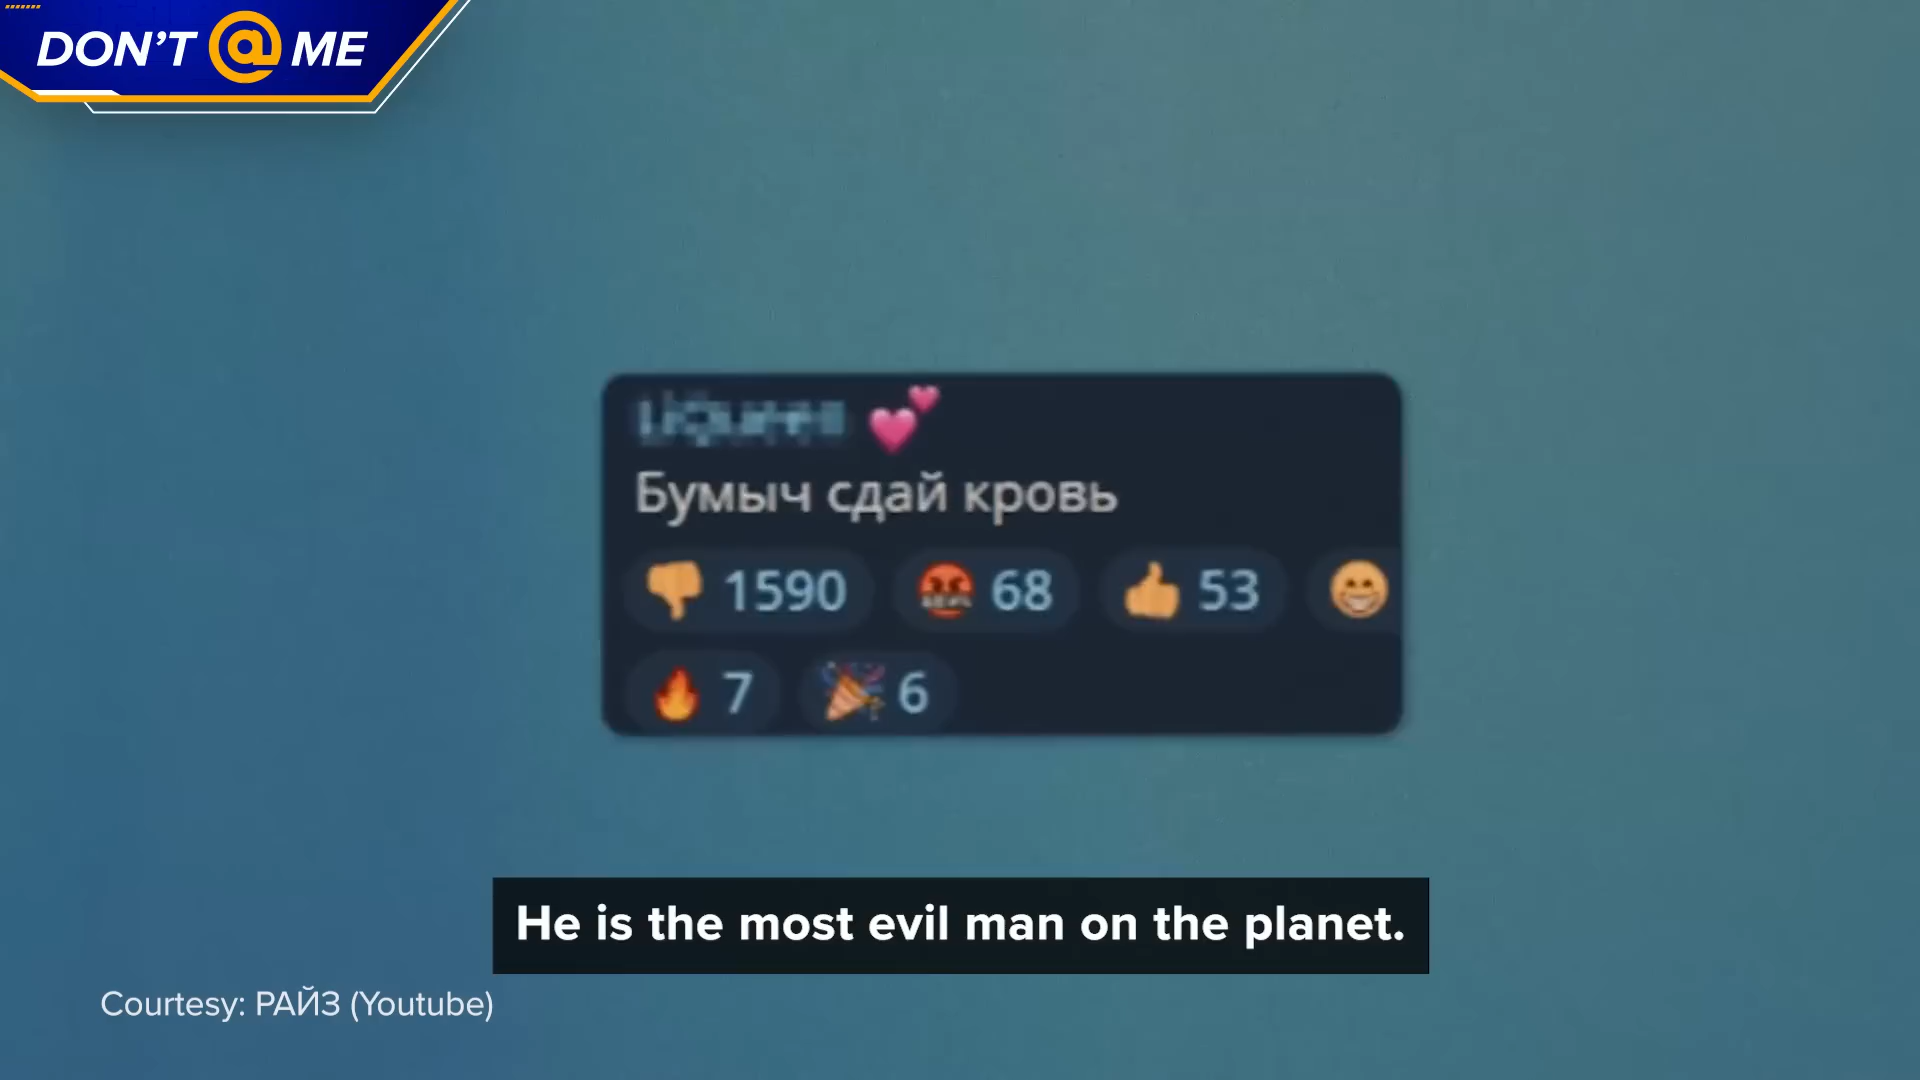 DON'T @ ME
Бумыч сдай кровь
1590 68 53
7 6
He is the most evil man on the planet.
Courtesy: РАЙЗ (Youtube)